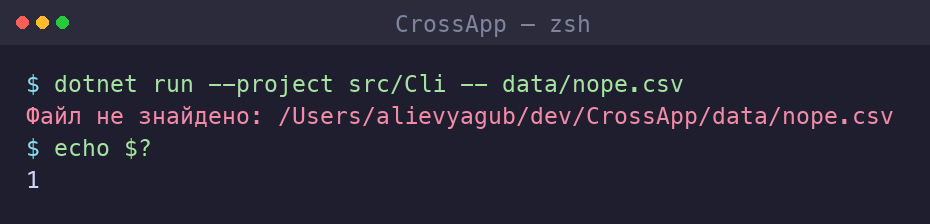 CrossApp — zsh
$ dotnet run --project src/Cli -- data/nope.csv
Файл не знайдено: /Users/alievyagub/dev/CrossApp/data/nope.csv
$ echo $?
1